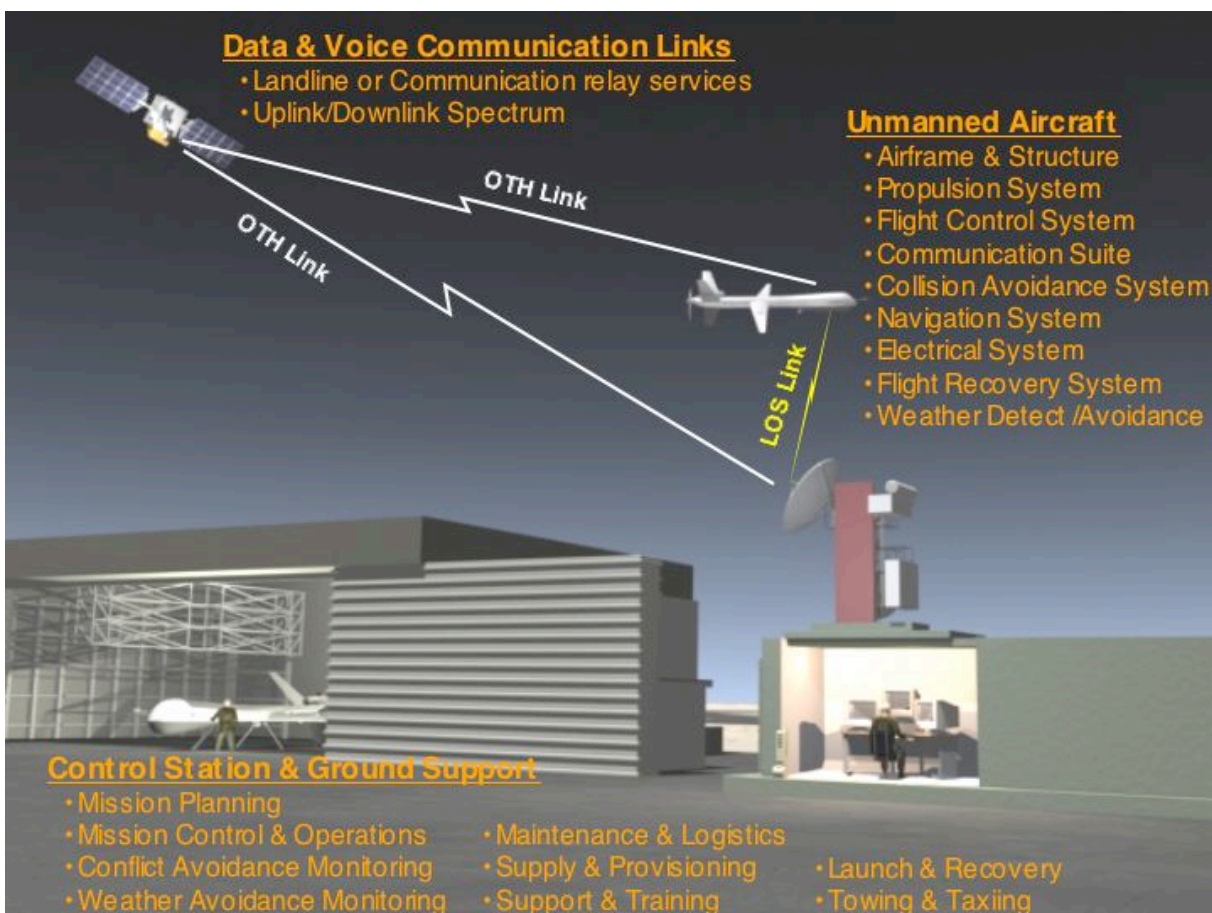 Data & Voice Communication Links
• Landline or Communication relay services
• Uplink/Downlink Spectrum
Unmanned Aircraft
• Airframe & Structure
• Propulsion System
• Flight Control System
• Communication Suite
• Collision Avoidance System
• Navigation System
• Electrical System
• Flight Recovery System
• Weather Detect /Avoidance
OTH Link
OTH Link
LOS Link
Control Station & Ground Support
• Mission Planning
• Mission Control & Operations
• Conflict Avoidance Monitoring
• Weather Avoidance Monitoring
• Maintenance & Logistics
• Supply & Provisioning
• Support & Training
• Launch & Recovery
• Towing & Taxiing